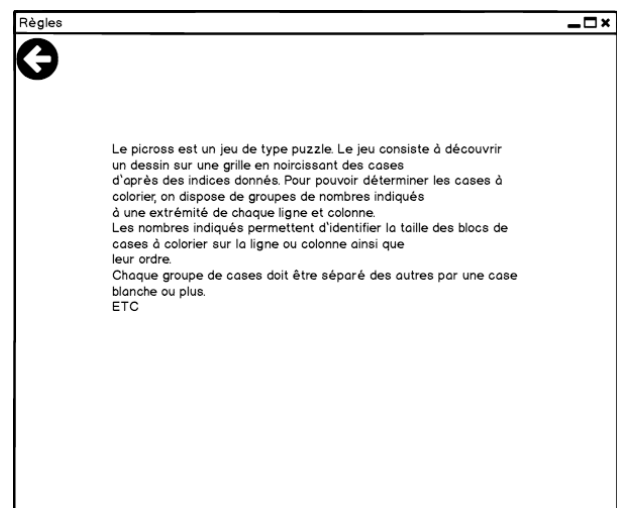 Règles
Le picross est un jeu de type puzzle. Le jeu consiste à découvrir
un dessin sur une grille en noircissant des cases
d'après des indices donnés. Pour pouvoir déterminer les cases à
colorier, on dispose de groupes de nombres indiqués
à une extrémité de chaque ligne et colonne.
Les nombres indiqués permettent d'identifier la taille des blocs de
cases à colorier sur la ligne ou colonne ainsi que
leur ordre.
Chaque groupe de cases doit être séparé des autres par une case
blanche ou plus.
ETC